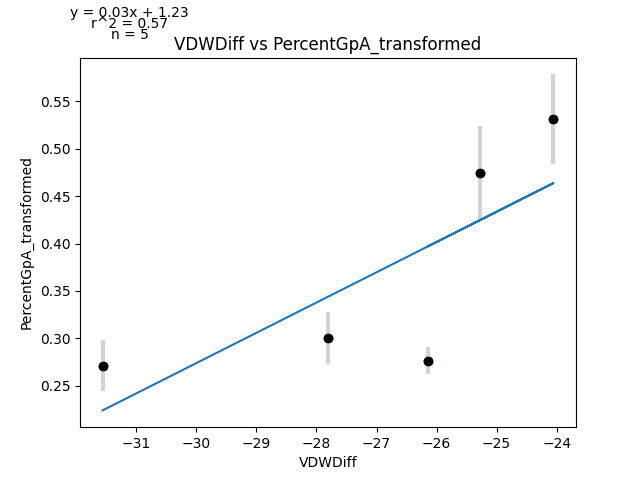 y = 0.03x + 1.23
r^2 = 0.57
n = 5
VDWDiff vs PercentGpA_transformed
PercentGpA_transformed
0.55
0.50
0.45
0.40
0.35
0.30
0.25
−31 −30 −29 −28 −27 −26 −25 −24
VDWDiff